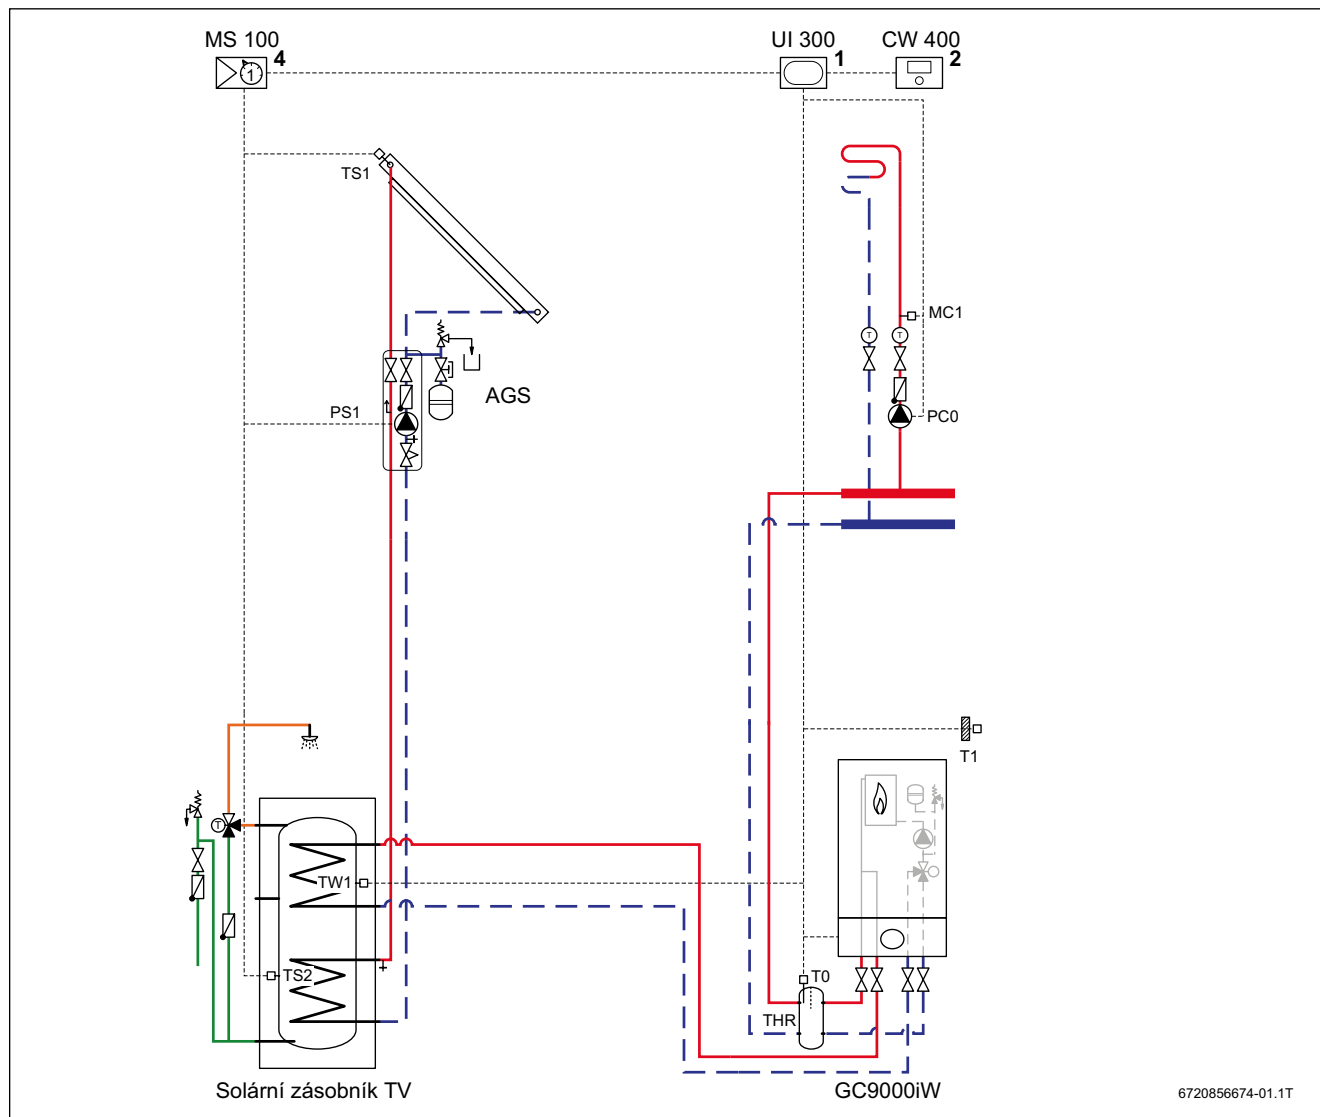 MS 100
4
UI 300
1
CW 400
2
1
TS1
MC1
T
T
AGS
PS1
PC0
T1
T
TW1
TS2
T0
THR
Solární zásobník TV
GC9000iW
6720856674-01.1T